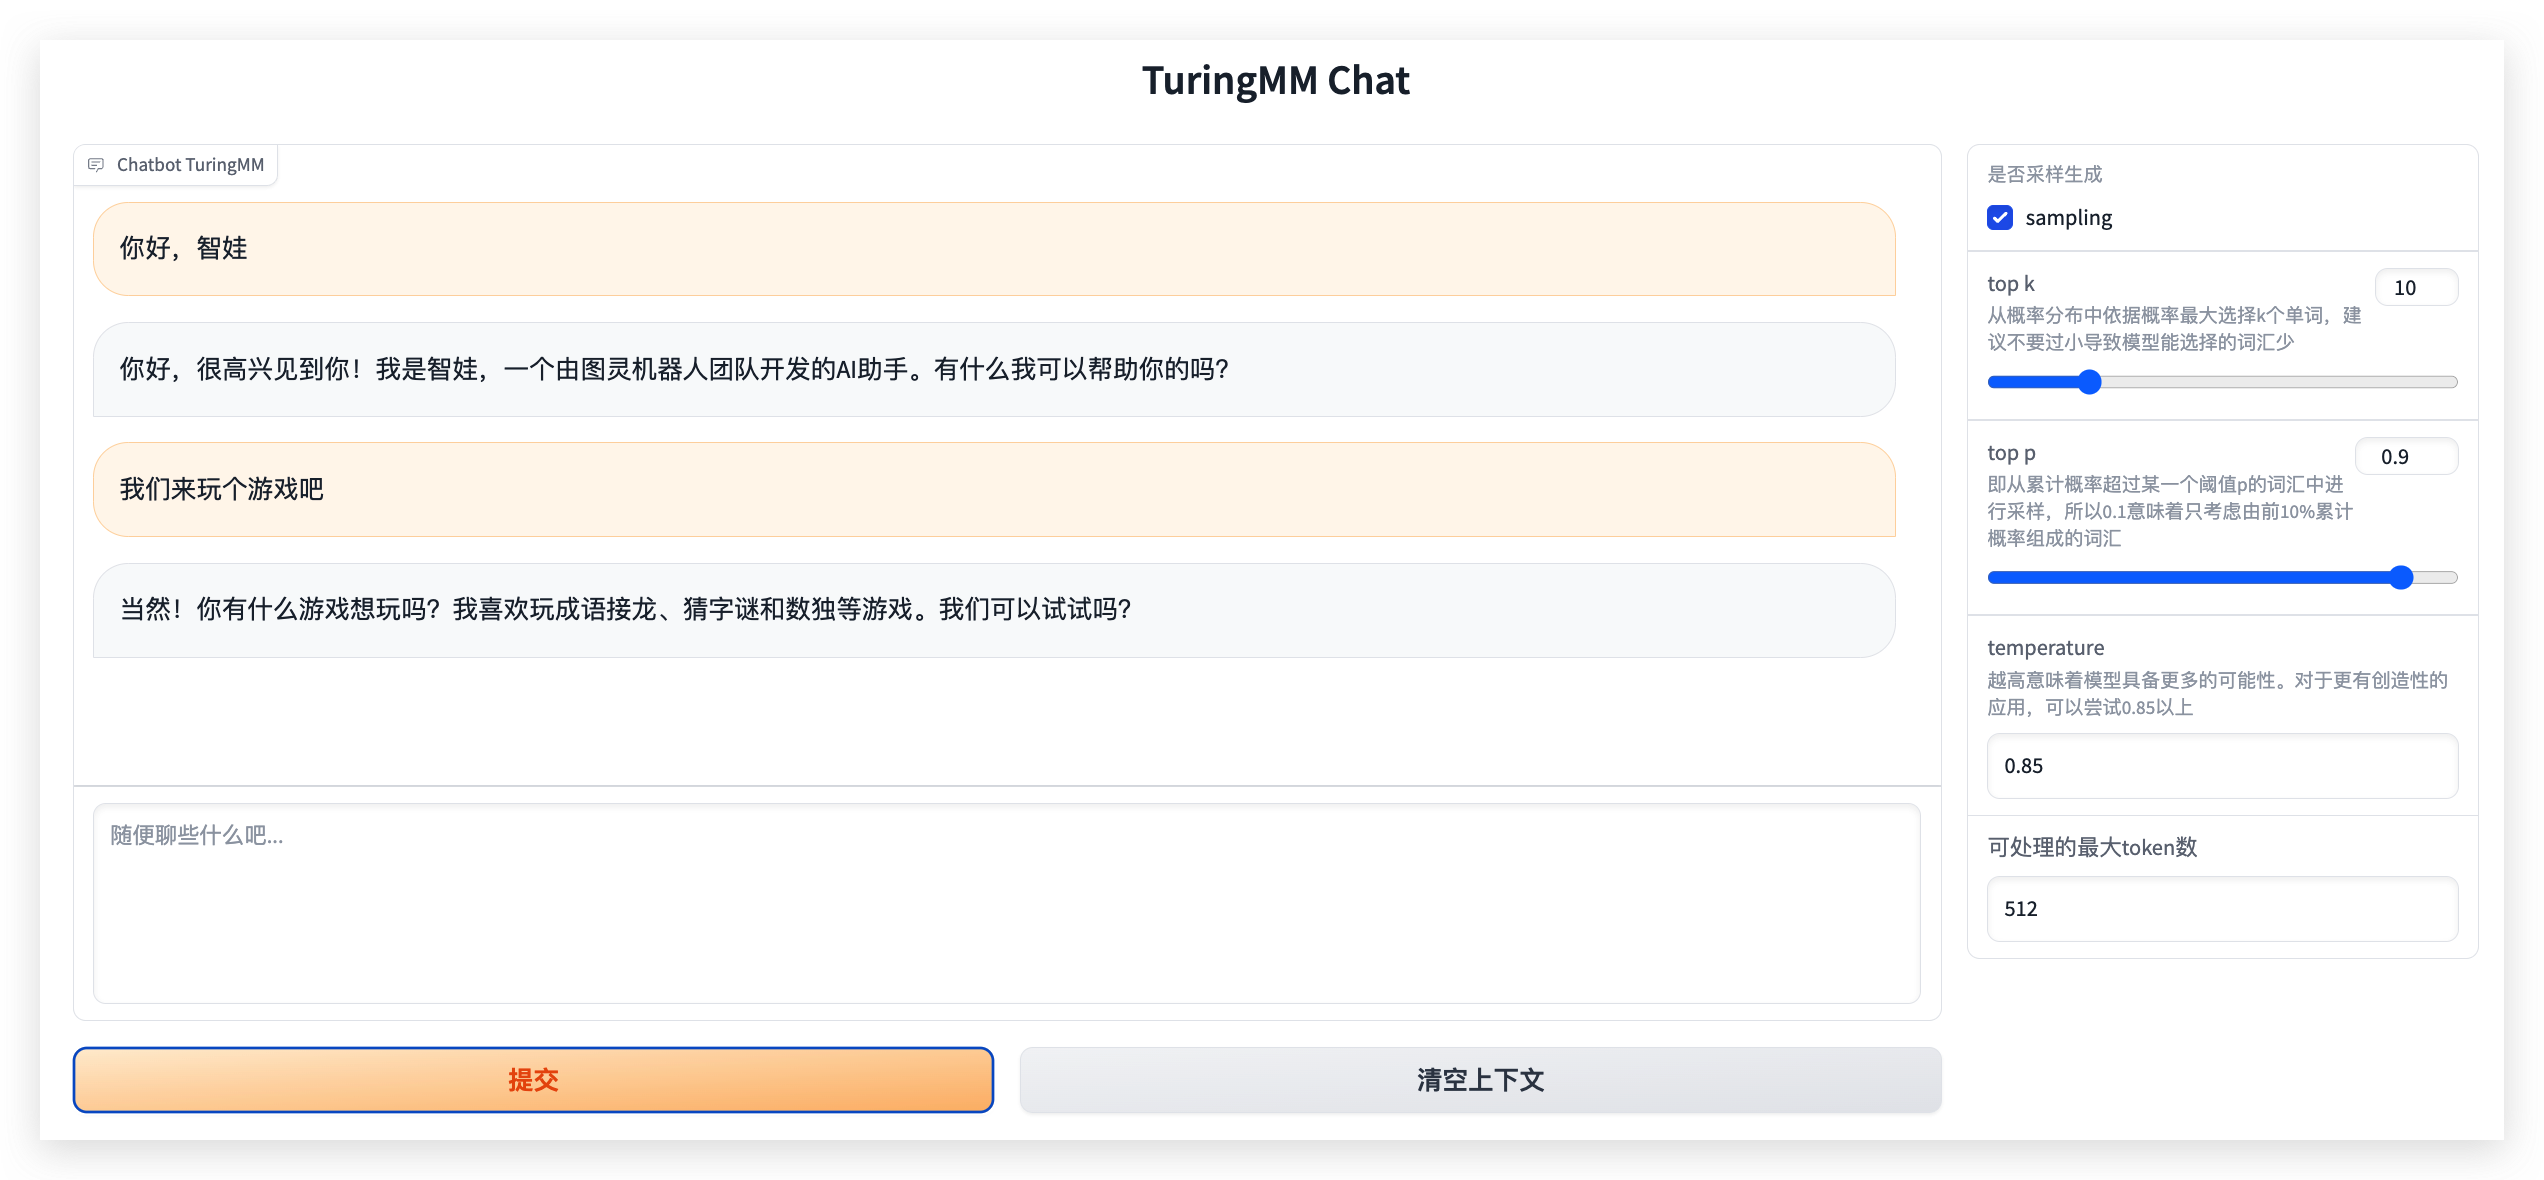 TuringMM Chat
Chatbot TuringMM
你好，智娃
你好，很高兴见到你！我是智娃，一个由图灵机器人团队开发的AI助手。有什么我可以帮助你的吗？
我们来玩个游戏吧
当然！你有什么游戏想玩吗？我喜欢玩成语接龙、猜字谜和数独等游戏。我们可以试试吗？
随便聊些什么吧...
提交
清空上下文
是否采样生成
sampling
top k
10
从概率分布中依据概率最大选择k个单词，建
议不要过小导致模型能选择的词汇少
top p
0.9
即从累计概率超过某一个阈值p的词汇中进
行采样，所以0.1意味着只考虑由前10%累计
概率组成的词汇
temperature
越高意味着模型具备更多的可能性。对于更有创造性的
应用，可以尝试0.85以上
0.85
可处理的最大token数
512